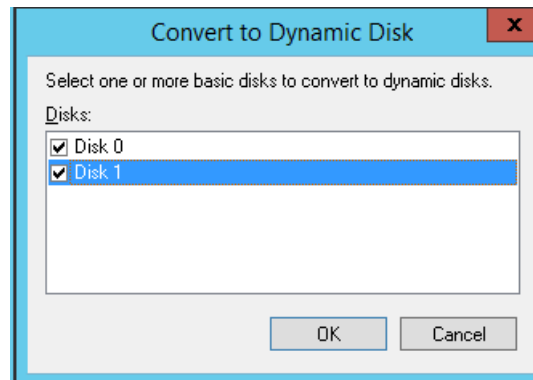 Convert to Dynamic Disk
x
Select one or more basic disks to convert to dynamic disks.
Disks:
Disk 0
Disk 1
OK
Cancel